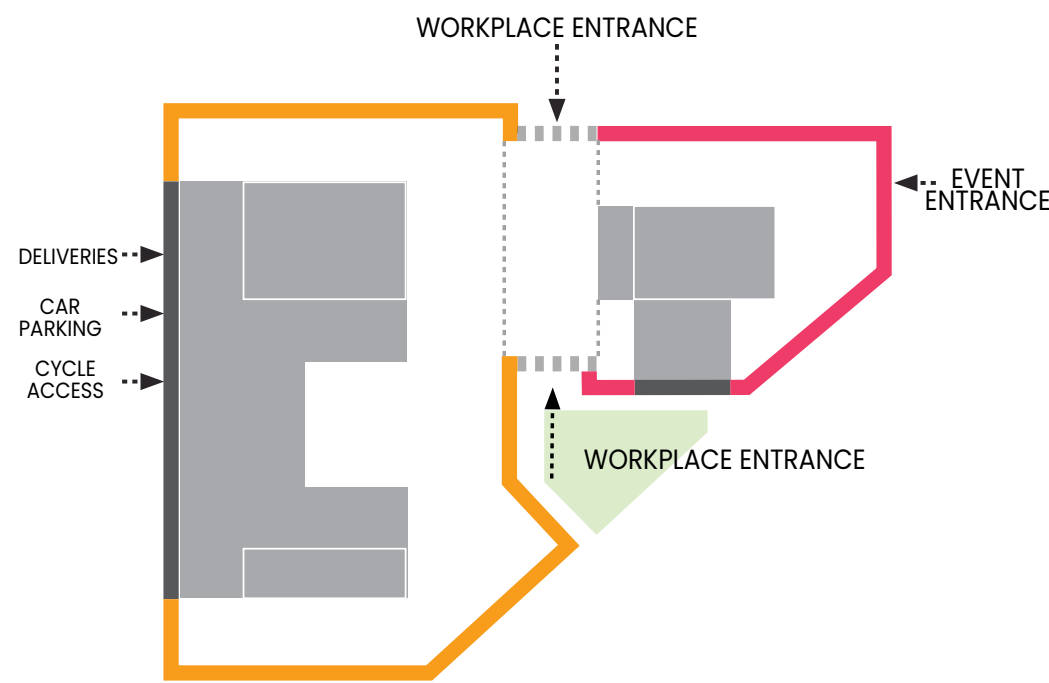 WORKPLACE ENTRANCE
EVENT
ENTRANCE
DELIVERIES
CAR
PARKING
CYCLE
ACCESS
WORKPLACE ENTRANCE